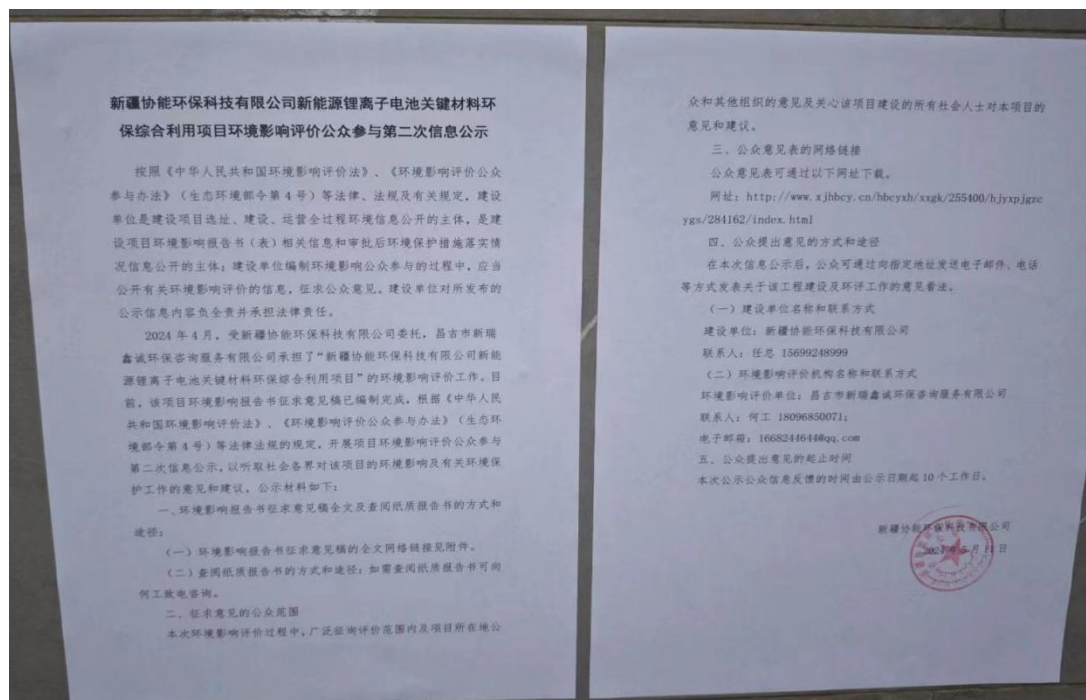 新疆协能环保科技有限公司新能源锂离子电池关键材料环
保综合利用项目环境影响评价公众参与第二次信息公示
按照《中华人民共和国环境影响评价法》、《环境影响评价公众
参与办法》（生态环境部令第 4 号）等法律、法规及有关规定，建设
单位是建设项目选址、建设、运营全过程环境信息公开的主体，是建
设项目环境影响报告书（表）相关信息和审批后环境保护措施落实情
况信息公开的主体；建设单位编制环境影响公众参与的过程中，应当
公开有关环境影响评价的信息，征求公众意见。建设单位对所发布的
公示信息内容负全责并承担法律责任。
2024 年 4 月，受新疆协能环保科技有限公司委托，昌吉市新瑞
鑫诚环保咨询服务有限公司承担了“新疆协能环保科技有限公司新能
源锂离子电池关键材料环保综合利用项目”的环境影响评价工作。目
前，该项目环境影响报告书征求意见稿已编制完成，根据《中华人民
共和国环境影响评价法》、《环境影响评价公众参与办法》（生态环
境部令第 4 号）等法律法规的规定，开展项目环境影响评价公众参与
第二次信息公示，以听取社会各界对该项目的环境影响及有关环境保
护工作的意见和建议，公示材料如下：
一、环境影响报告书征求意见稿全文及查阅纸质报告书的方式和
途径：
（一）环境影响报告书征求意见稿的全文网络链接见附件。
（二）查阅纸质报告书的方式和途径：如需查阅纸质报告书可向
何工致电咨询。
二、征求意见的公众范围
本次环境影响评价过程中，广泛征询评价范围内及项目所在地公
众和其他组织的意见及关心该项目建设的所有社会人士对本项目的
意见和建议。
三、公众意见表的网络链接
公众意见表可通过以下网址下载。
网址：http://www.xjhbcy.cn/hbcyxh/xxgk/255400/hjyxpjgzc
ygs/284162/index.html
四、公众提出意见的方式和途径
在本次信息公示后，公众可通过向指定地址发送电子邮件、电话
等方式发表关于该工程建设及环评工作的意见看法。
（一）建设单位名称和联系方式
建设单位：新疆协能环保科技有限公司
联系人：任总 15699248999
（二）环境影响评价机构名称和联系方式
环境影响评价单位：昌吉市新瑞鑫诚环保咨询服务有限公司
联系人：何工 18096850071；
电子邮箱：1668244644@qq.com
五、公众提出意见的起止时间
本次公示公众信息反馈的时间由公示日期起 10 个工作日。
新疆协能环保科技有限公司
2024 年 5 月 11 日